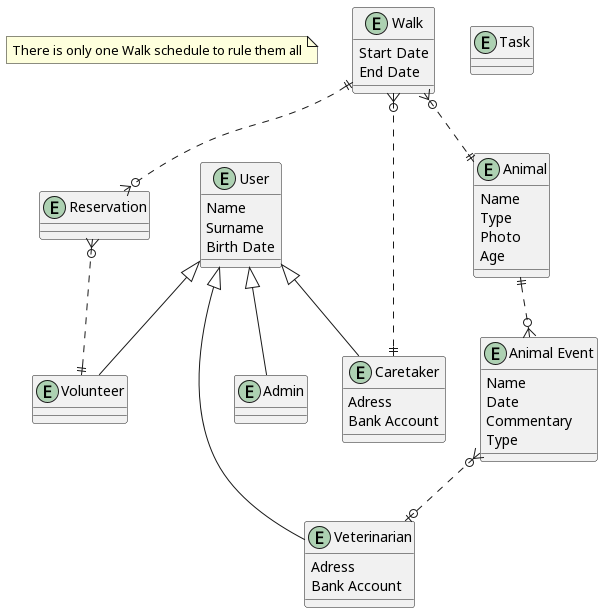 There is only one Walk schedule to rule them all
E Walk
Start Date
End Date
E Task
E Reservation
E User
Name
Surname
Birth Date
E Animal
Name
Type
Photo
Age
E Volunteer
E Admin
E Caretaker
Adress
Bank Account
E Animal Event
Name
Date
Commentary
Type
E Veterinarian
Adress
Bank Account